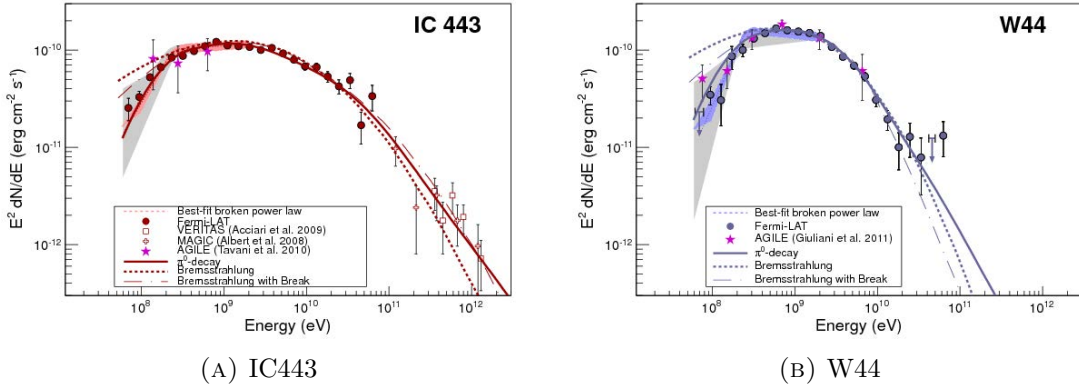 IC 443
E² dN/dE (erg cm⁻² s⁻¹)
10⁻¹⁰
10⁻¹¹
10⁻¹²
Best-fit broken power law
Fermi-LAT
VERITAS (Acciari et al. 2009)
MAGIC (Albert et al. 2008)
AGILE (Tavani et al. 2010)
π⁰-decay
Bremsstrahlung
Bremsstrahlung with Break
10⁸ 10⁹ 10¹⁰ 10¹¹ 10¹²
Energy (eV)
(A) IC443
W44
E² dN/dE (erg cm⁻² s⁻¹)
10⁻¹⁰
10⁻¹¹
10⁻¹²
Best-fit broken power law
Fermi-LAT
AGILE (Giuliani et al. 2011)
π⁰-decay
Bremsstrahlung
Bremsstrahlung with Break
10⁸ 10⁹ 10¹⁰ 10¹¹ 10¹²
Energy (eV)
(B) W44